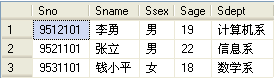 Sno Sname Ssex Sage Sdept
1 9512101 李勇 男 19 计算机系
2 9521101 张立 男 22 信息系
3 9531101 钱小平 女 18 数学系